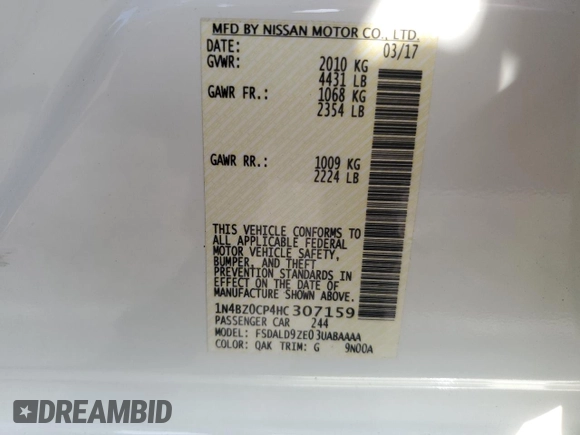 MFD BY NISSAN MOTOR CO., LTD.
DATE: 03/17
GVWR: 2010 KG
4431 LB
GAWR FR.: 1068 KG
2354 LB
GAWR RR.: 1009 KG
2224 LB
THIS VEHICLE CONFORMS TO
ALL APPLICABLE FEDERAL
MOTOR VEHICLE SAFETY,
BUMPER, AND THEFT
PREVENTION STANDARDS IN
EFFECT ON THE DATE OF
MANUFACTURE SHOWN ABOVE.
1N4BZ0CP4HC307159
PASSENGER CAR 244
MODEL: FSDALD9ZE03UABAAAA
COLOR: QAK TRIM: G 9N00A
DREAMBID